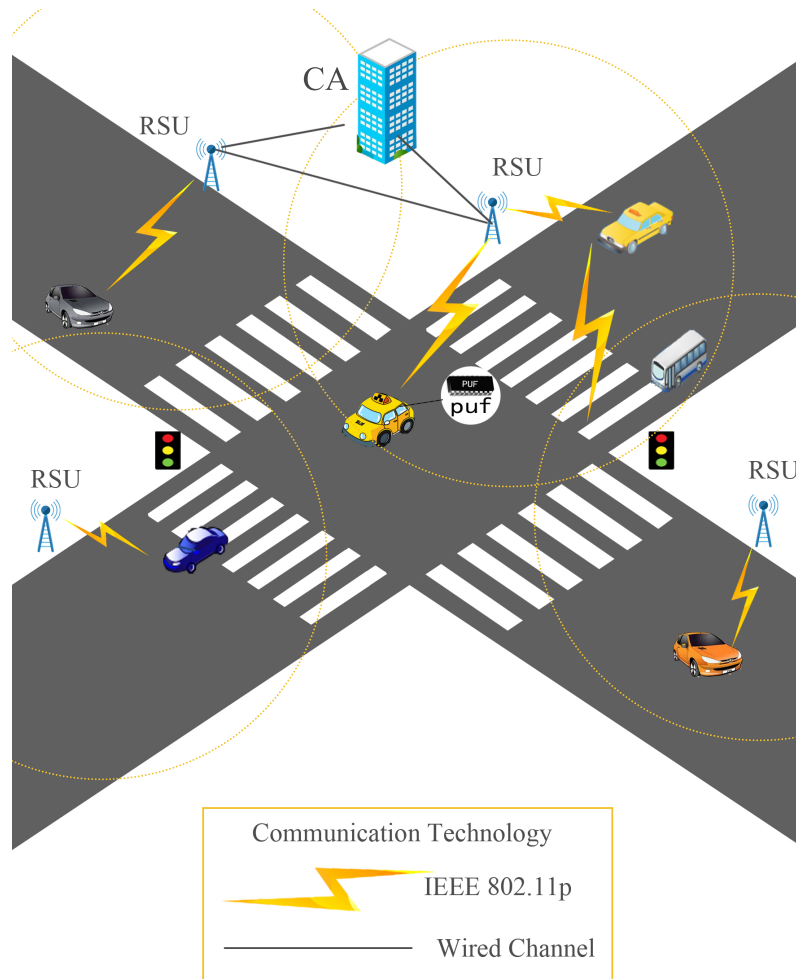 CA
RSU
RSU
PUF
puf
RSU
RSU
Communication Technology
IEEE 802.11p
Wired Channel